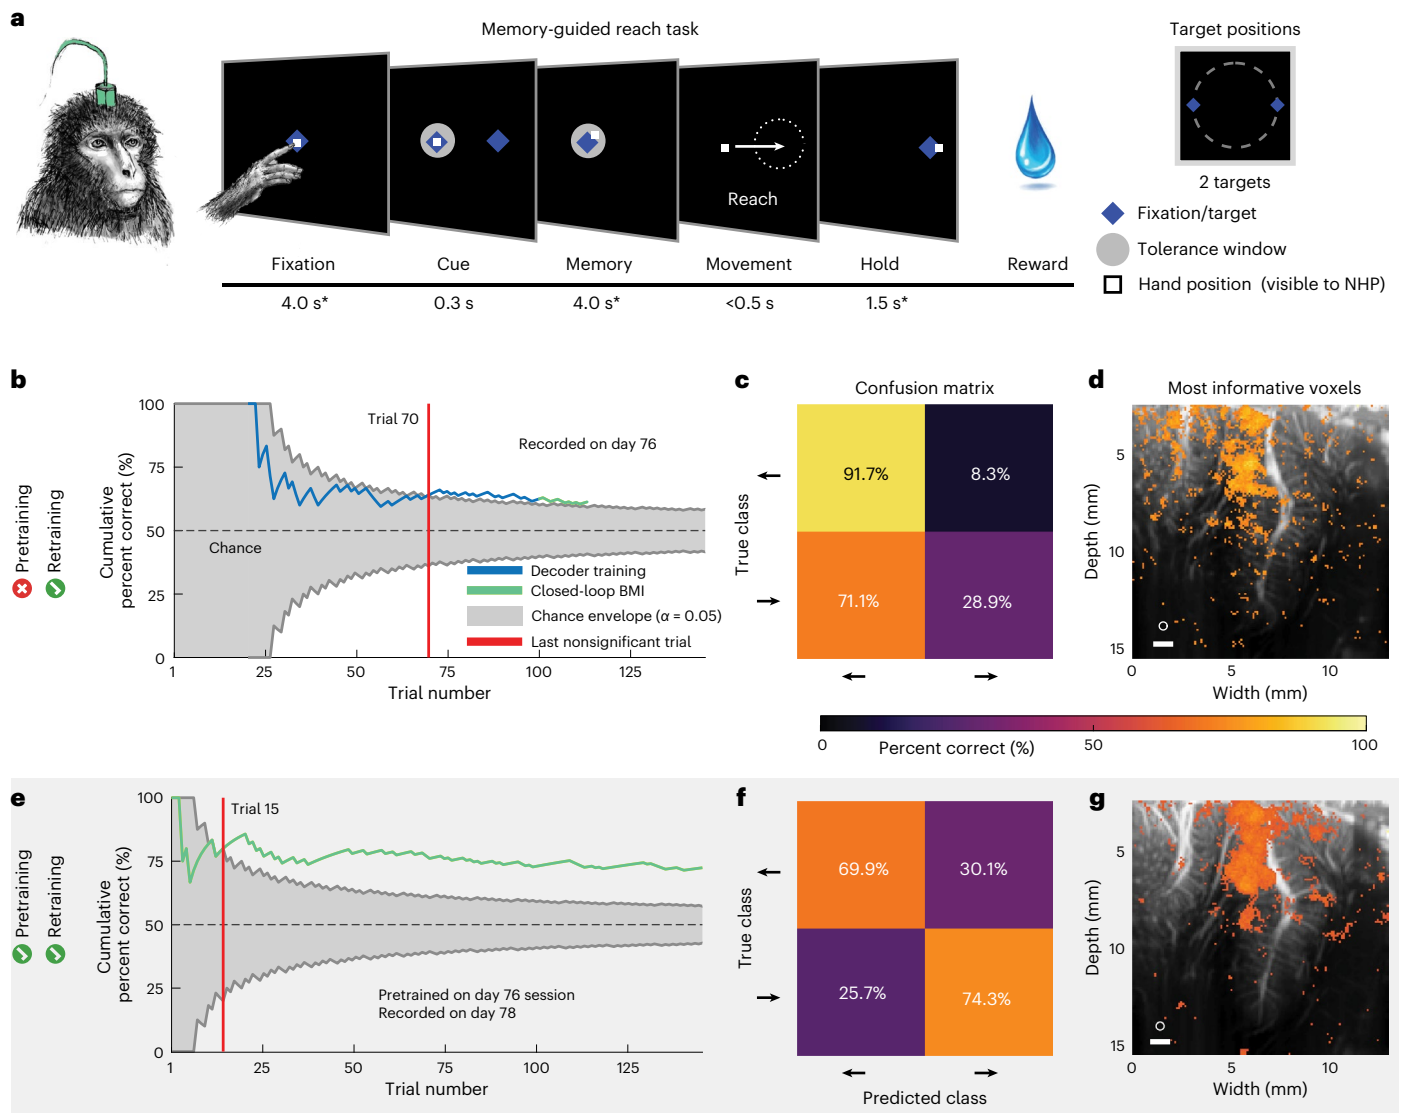 a
Memory-guided reach task
Target positions
Reach
2 targets
Fixation/target
Tolerance window
Hand position (visible to NHP)
Fixation
Cue
Memory
Movement
Hold
Reward
4.0 s*
0.3 s
4.0 s*
<0.5 s
1.5 s*
b
Pretraining
Retraining
Cumulative
percent correct (%)
100
75
50
25
0
Trial 70
Recorded on day 76
Chance
Decoder training
Closed-loop BMI
Chance envelope (α = 0.05)
Last nonsignificant trial
1
25
50
75
100
125
Trial number
c
Confusion matrix
True class
91.7%
8.3%
71.1%
28.9%
d
Most informative voxels
Depth (mm)
5
10
15
0
5
10
Width (mm)
0
50
100
Percent correct (%)
e
Pretraining
Retraining
Cumulative
percent correct (%)
100
75
50
25
0
Trial 15
Pretrained on day 76 session
Recorded on day 78
1
25
50
75
100
125
Trial number
f
True class
69.9%
30.1%
25.7%
74.3%
Predicted class
g
Depth (mm)
5
10
15
0
5
10
Width (mm)